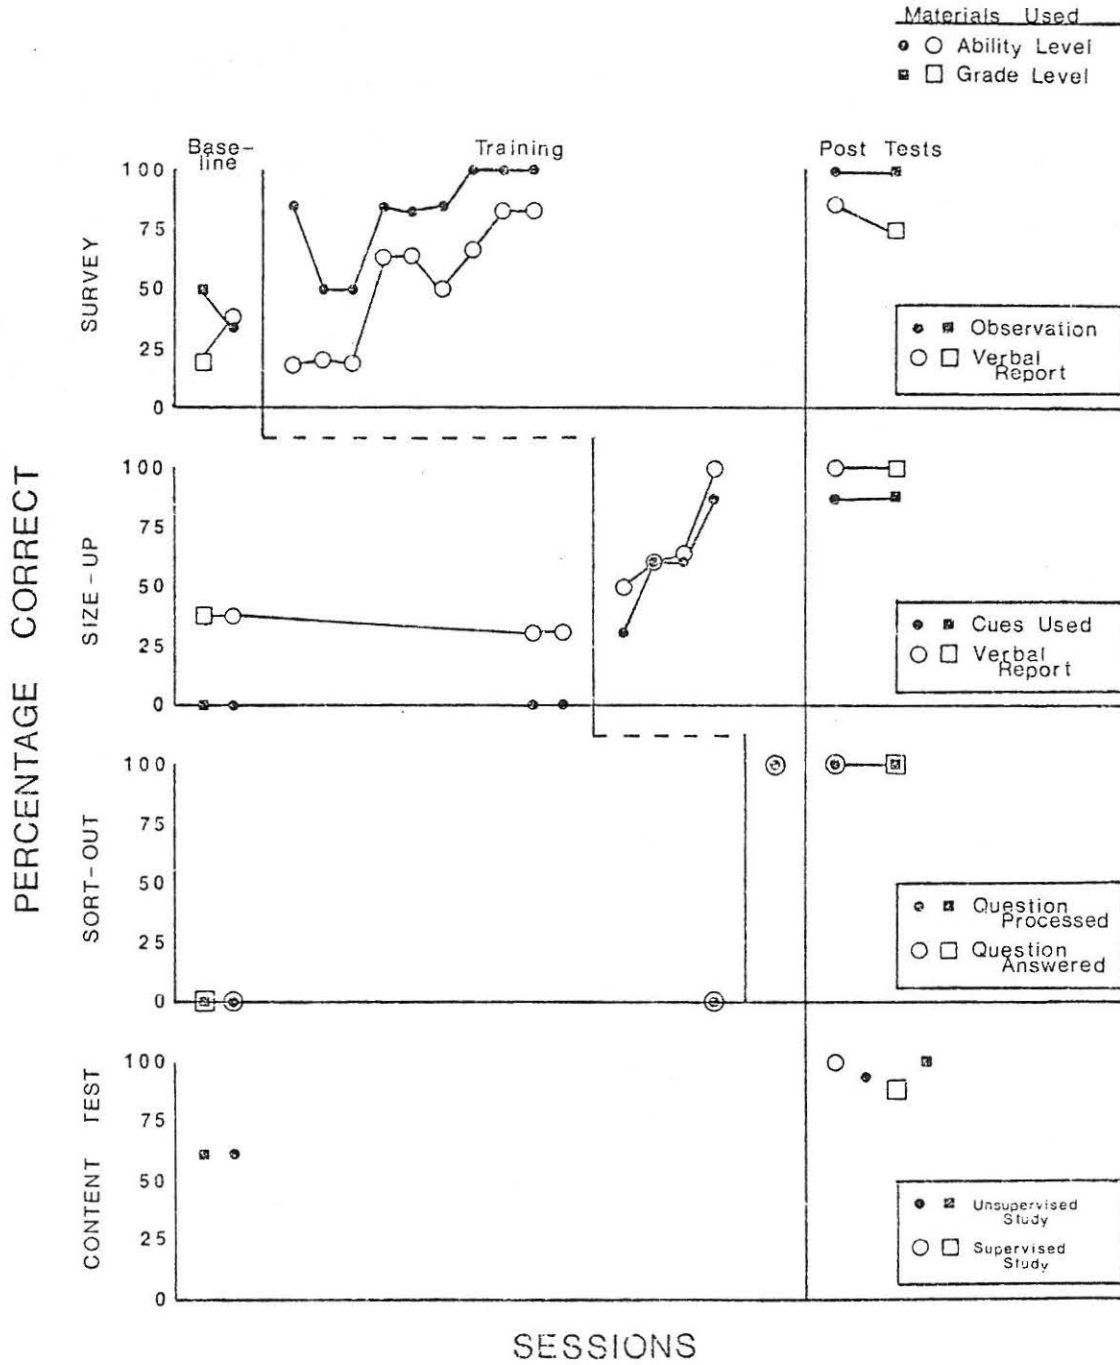 Materials Used
Ability Level
Grade Level
Base-
line
Training
Post Tests
100
75
50
25
0
SURVEY
Observation
Verbal
Report
PERCENTAGE CORRECT
100
75
50
25
0
SIZE-UP
Cues Used
Verbal
Report
100
75
50
25
0
SORT-OUT
Question
Processed
Question
Answered
100
75
50
25
0
CONTENT TEST
Unsupervised
Study
Supervised
Study
SESSIONS